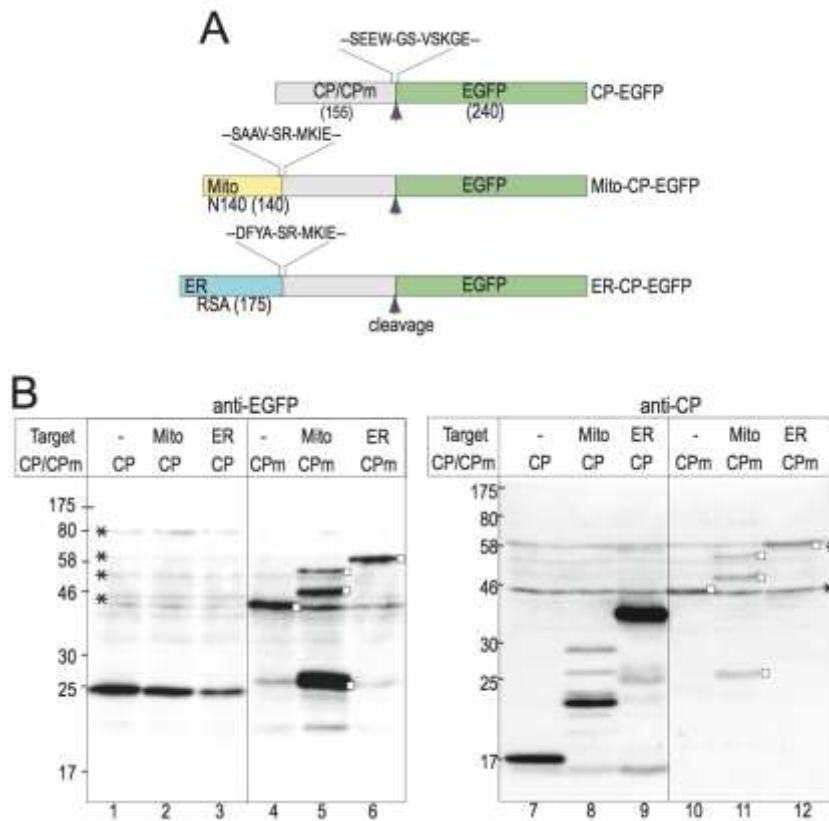 A
--SEEW-GS-VSKGE--
CP/CPm EGFP CP-EGFP
(155) (240)
--SAAV-SR-MKIE--
Mito EGFP Mito-CP-EGFP
N140 (140)
--DFYA-SR-MKIE--
ER EGFP ER-CP-EGFP
RSA (175)
cleavage
B
anti-EGFP
Target - Mito ER - Mito ER
CP/CPm CP CP CP CPm CPm CPm
175
80 *
58 *
*
46 *
30
25
17
1 2 3 4 5 6
anti-CP
Target - Mito ER - Mito ER
CP/CPm CP CP CP CPm CPm CPm
175
80
58 *
46 *
30
25
17
7 8 9 10 11 12